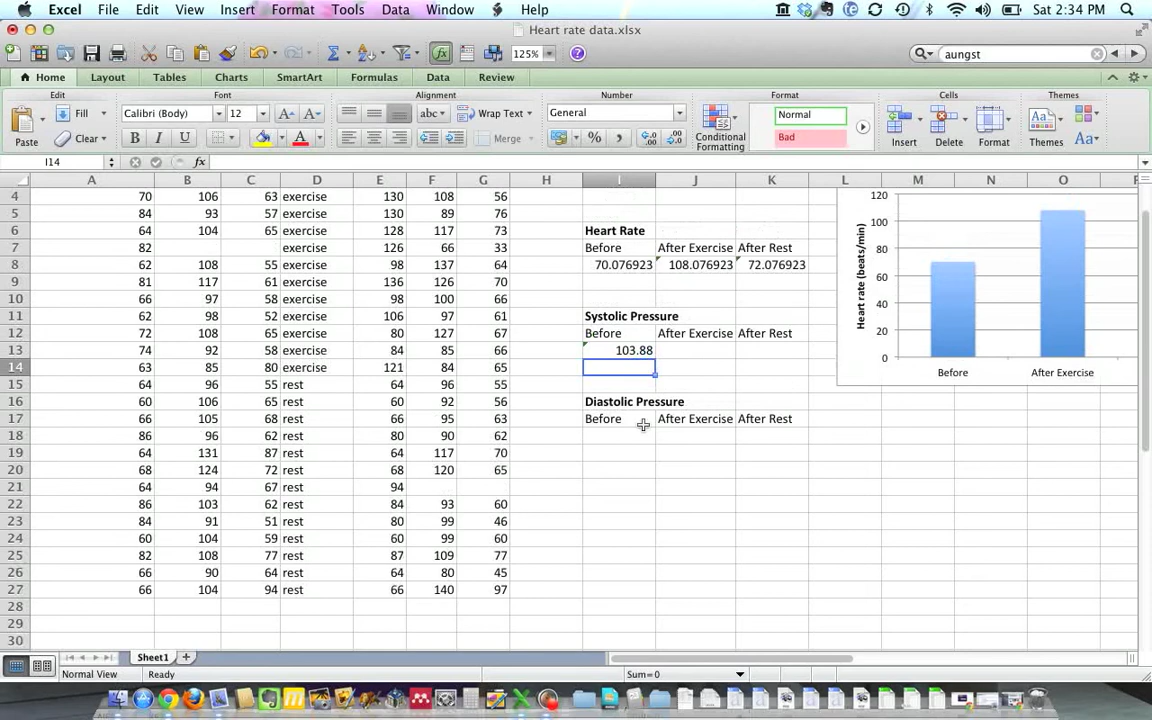 Excel File Edit View Insert Format Tools Data Window Help Sat 2:34 PM
Heart rate data.xlsx
125% aungst
Home Layout Tables Charts SmartArt Formulas Data Review
Edit Font Alignment Number Format Cells Themes
Fill Calibri (Body) 12 abc Wrap Text General Normal
Paste Clear B I U A Merge % Conditional Formatting Bad Insert Delete Format Themes Aa
I14 fx
A B C D E F G H I J K L M N O P
4 70 106 63 exercise 130 108 56 120
5 84 93 57 exercise 130 89 76
6 64 104 65 exercise 128 117 73 Heart Rate 100
7 82 exercise 126 66 33 Before After Exercise After Rest 80
8 62 108 55 exercise 98 137 64 70.076923 108.076923 72.076923 60
9 81 117 61 exercise 136 126 70
10 66 97 58 exercise 98 100 66 40
11 62 98 52 exercise 106 97 61 Systolic Pressure 20
12 72 108 65 exercise 80 127 67 Before After Exercise After Rest
13 74 92 58 exercise 84 85 66 103.88 0
Heart rate (beats/min)
14 63 85 80 exercise 121 84 65 Before After Exercise
15 64 96 55 rest 64 96 55
16 60 106 65 rest 60 92 56 Diastolic Pressure
17 66 105 68 rest 66 95 63 Before After Exercise After Rest
18 86 96 62 rest 80 90 62
19 64 131 87 rest 64 117 70
20 68 124 72 rest 68 120 65
21 64 94 67 rest 94
22 86 103 62 rest 84 93 60
23 84 91 51 rest 80 99 46
24 60 104 59 rest 60 99 60
25 82 108 77 rest 87 109 77
26 66 90 64 rest 64 80 45
27 66 104 94 rest 66 140 97
28
29
30
Sheet1
Normal View Ready Sum=0